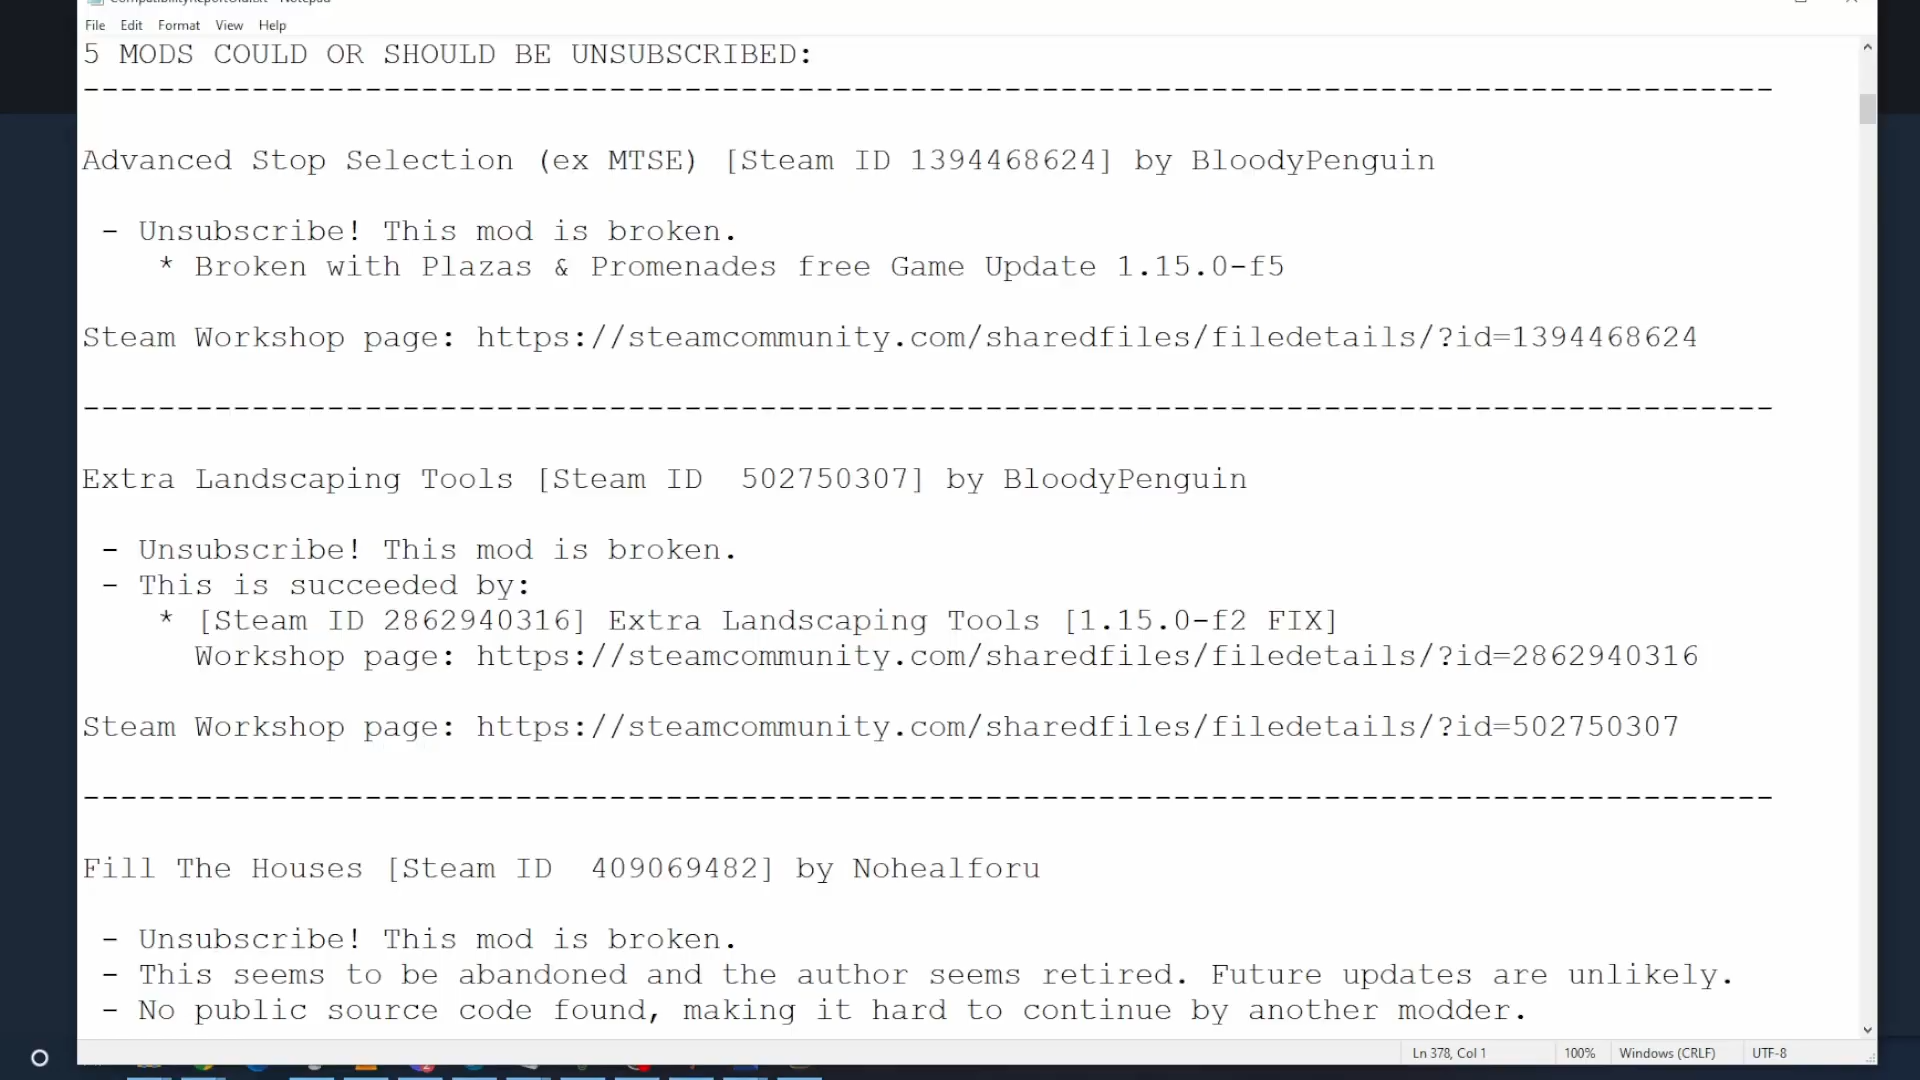 File Edit Format View Help
5 MODS COULD OR SHOULD BE UNSUBSCRIBED:
------------------------------------------------------------------------------------------
Advanced Stop Selection (ex MTSE) [Steam ID 1394468624] by BloodyPenguin
- Unsubscribe! This mod is broken.
* Broken with Plazas & Promenades free Game Update 1.15.0-f5
Steam Workshop page: https://steamcommunity.com/sharedfiles/filedetails/?id=1394468624
------------------------------------------------------------------------------------------
Extra Landscaping Tools [Steam ID  502750307] by BloodyPenguin
- Unsubscribe! This mod is broken.
- This is succeeded by:
* [Steam ID 2862940316] Extra Landscaping Tools [1.15.0-f2 FIX]
Workshop page: https://steamcommunity.com/sharedfiles/filedetails/?id=2862940316
Steam Workshop page: https://steamcommunity.com/sharedfiles/filedetails/?id=502750307
------------------------------------------------------------------------------------------
Fill The Houses [Steam ID  409069482] by Nohealforu
- Unsubscribe! This mod is broken.
- This seems to be abandoned and the author seems retired. Future updates are unlikely.
- No public source code found, making it hard to continue by another modder.
Ln 378, Col 1 100% Windows (CRLF) UTF-8